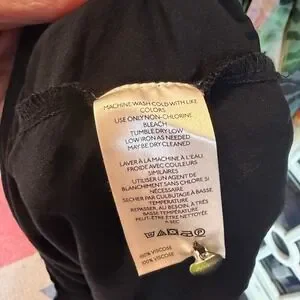 MACHINE WASH COLD WITH LIKE
COLORS
USE ONLY NON-CHLORINE
BLEACH
TUMBLE DRY LOW
LOW IRON AS NEEDED
MAY BE DRY CLEANED
LAVER À LA MACHINE À L'EAU
FROIDE AVEC COULEURS
SIMILAIRES
UTILISER UN AGENT DE
BLANCHIMENT SANS CHLORE SI
NÉCESSAIRE
SÉCHER PAR CULBUTAGE À BASSE
TEMPÉRATURE
REPASSER, AU BESOIN, À TRÈS
BASSE TEMPÉRATURE
PEUT-ÊTRE ÊTRE NETTOYÉE
À SEC
100% VISCOSE
100% VISCOSE